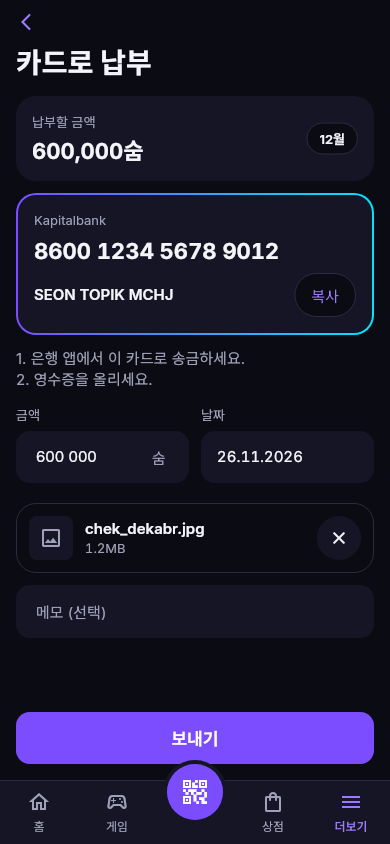 카드로 납부
납부할 금액
600,000숨
12월
Kapitalbank
8600 1234 5678 9012
SEON TOPIK MCHJ
복사
1. 은행 앱에서 이 카드로 송금하세요.
2. 영수증을 올리세요.
금액
날짜
600 000
숨
26.11.2026
chek_dekabr.jpg
1.2MB
메모 (선택)
보내기
홈
게임
상점
더보기